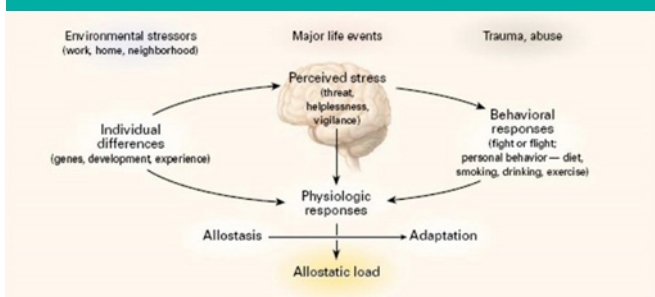 Environmental stressors
(work, home, neighborhood)
Major life events
Trauma, abuse
Perceived stress
(threat,
helplessness,
vigilance)
Individual
differences
(genes, development, experience)
Behavioral
responses
(fight or flight;
personal behavior — diet,
smoking, drinking, exercise)
Physiologic
responses
Allostasis
Adaptation
Allostatic load